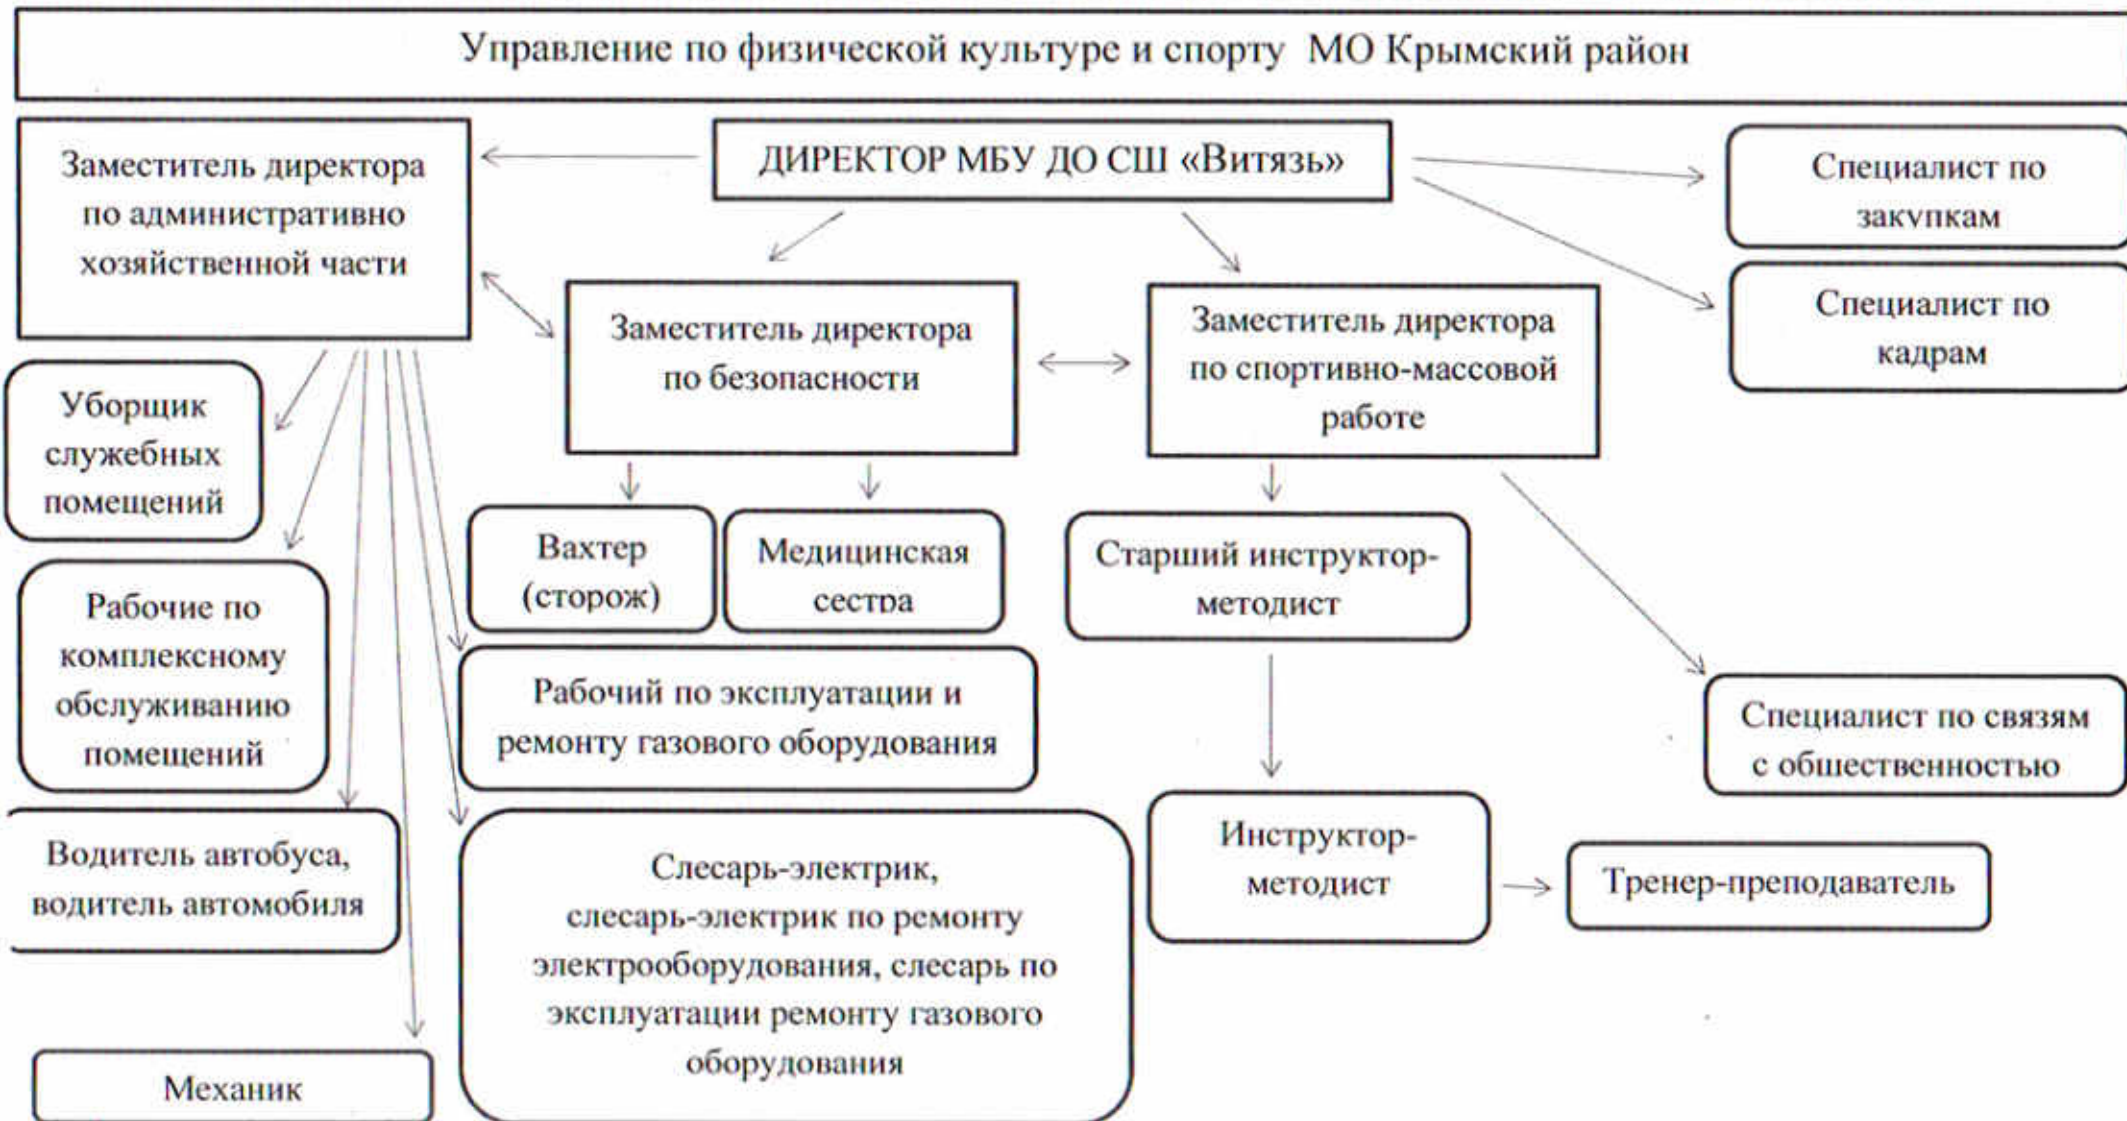 Управление по физической культуре и спорту МО Крымский район
Заместитель директора
по административно
хозяйственной части
ДИРЕКТОР МБУ ДО СШ «Витязь»
Специалист по
закупкам
Специалист по
кадрам
Заместитель директора
по безопасности
Заместитель директора
по спортивно-массовой
работе
Уборщик
служебных
помещений
Вахтер
(сторож)
Медицинская
сестра
Старший инструктор-
методист
Рабочие по
комплексному
обслуживанию
помещений
Рабочий по эксплуатации и
ремонту газового оборудования
Специалист по связям
с общественностью
Водитель автобуса,
водитель автомобиля
Слесарь-электрик,
слесарь-электрик по ремонту
электрооборудования, слесарь по
эксплуатации ремонту газового
оборудования
Инструктор-
методист
Тренер-преподаватель
Механик